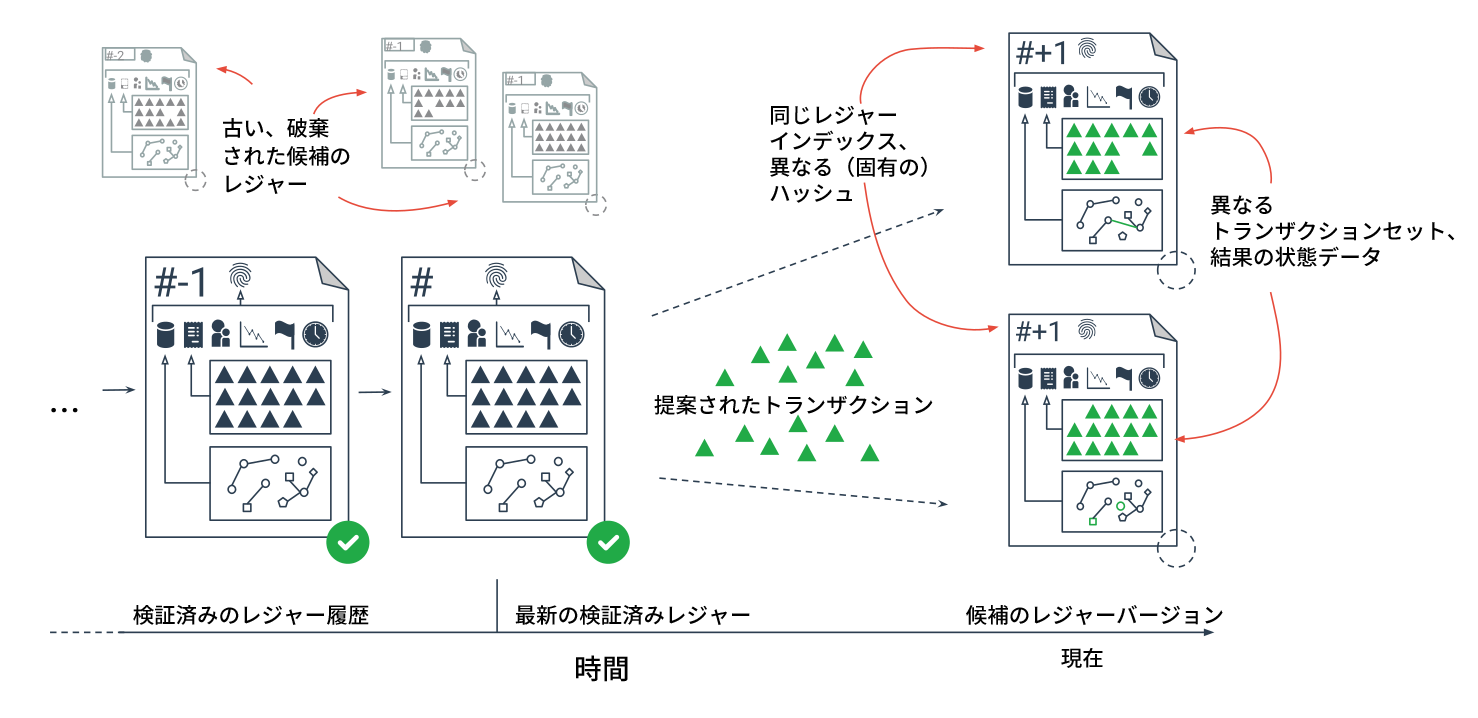 #-2
#-1
#-1
古い、破棄
された候補の
レジャー
同じレジャー
インデックス、
異なる（固有の）
ハッシュ
#+1
異なる
トランザクションセット、
結果の状態データ
...
#-1
#
提案されたトランザクション
#+1
検証済みのレジャー履歴
最新の検証済みレジャー
候補のレジャーバージョン
時間
現在